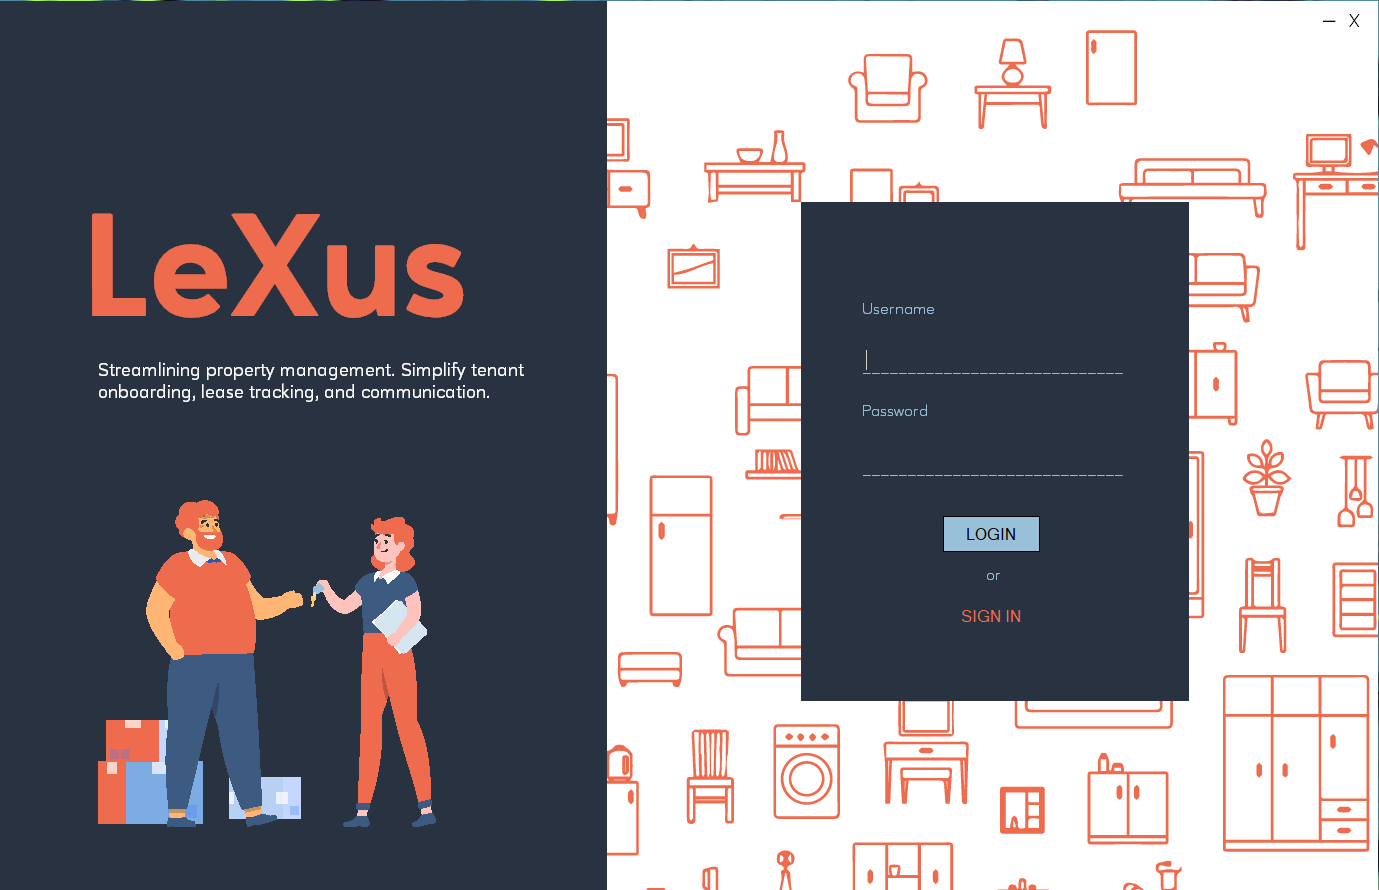 — X
LeXus
Streamlining property management. Simplify tenant
onboarding, lease tracking, and communication.
Username
Password
LOGIN
or
SIGN IN